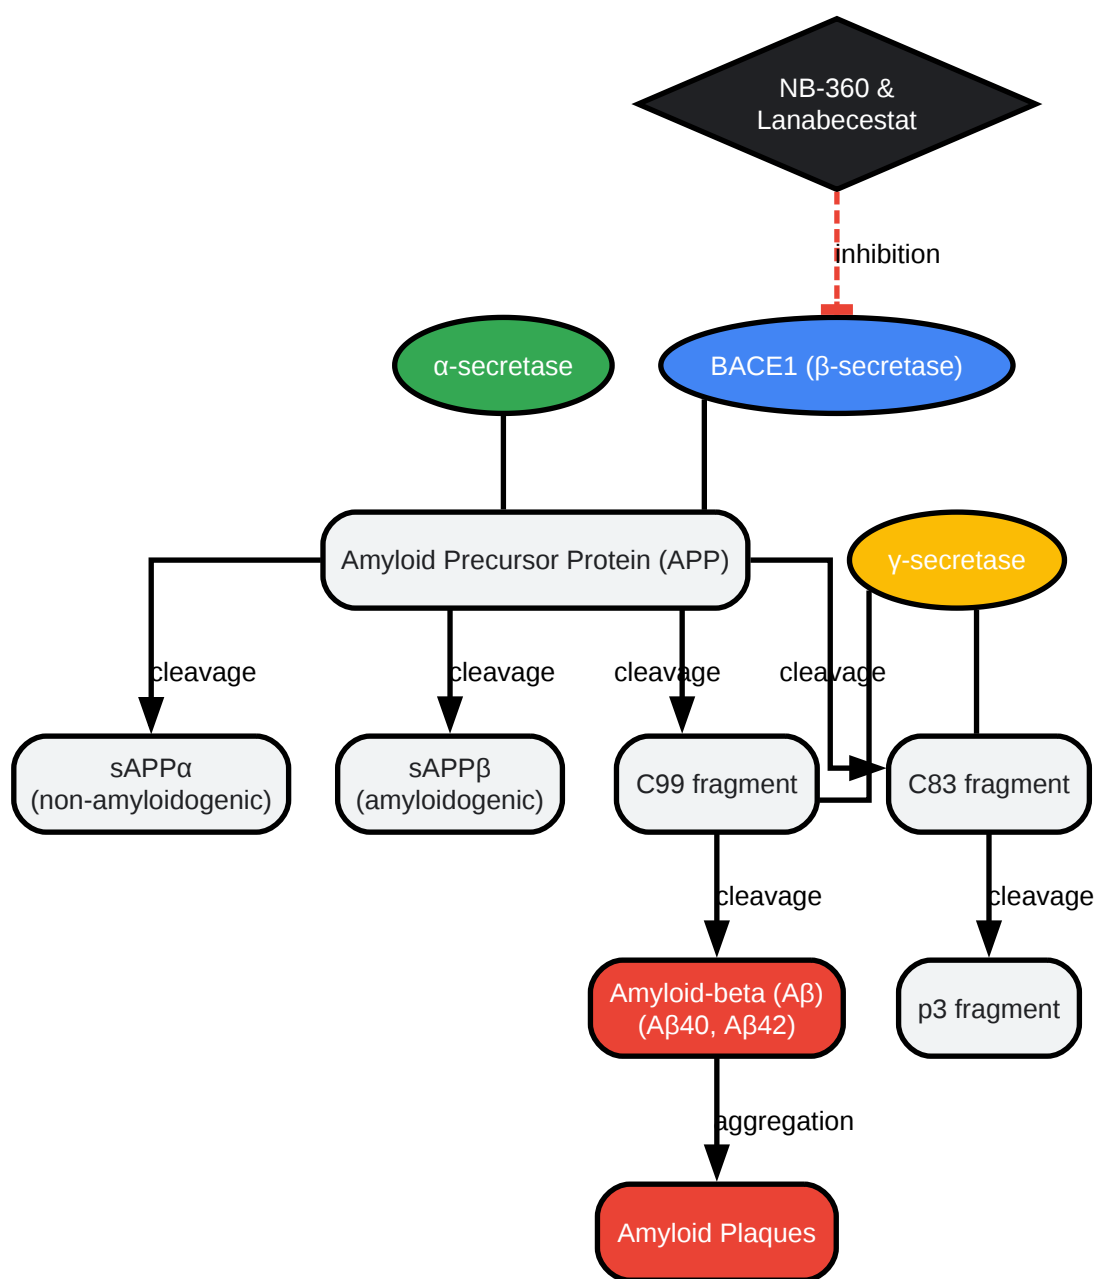 NB-360 &
Lanabecestat
inhibition
α-secretase
BACE1 (β-secretase)
Amyloid Precursor Protein (APP)
γ-secretase
cleavage
cleavage
cleavage
cleavage
sAPPα
(non-amyloidogenic)
sAPPβ
(amyloidogenic)
C99 fragment
C83 fragment
cleavage
cleavage
Amyloid-beta (Aβ)
(Aβ40, Aβ42)
p3 fragment
aggregation
Amyloid Plaques